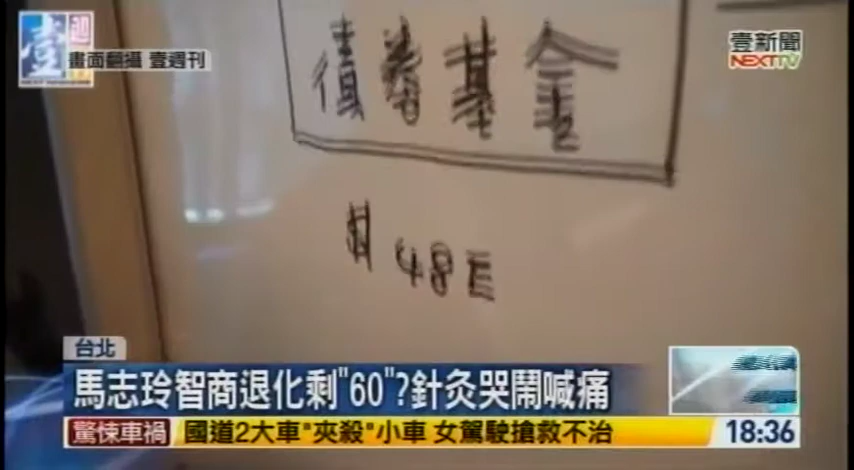 壹
週刊
畫面翻攝 壹週刊
壹新聞
NEXTTV
債券基金
$ 48E
台北
馬志玲智商退化剩"60"?針灸哭鬧喊痛
驚悚車禍
國道2大車"夾殺"小車 女駕駛搶救不治
18:36